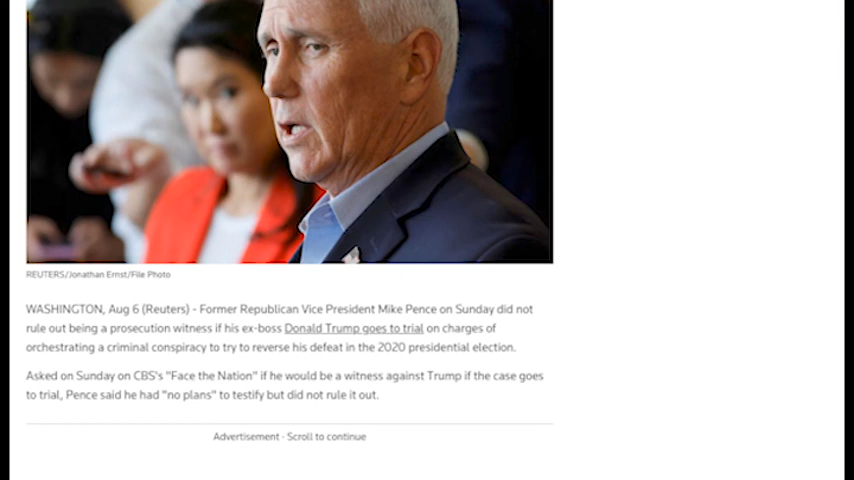 REUTERS/Jonathan Ernst/File Photo
WASHINGTON, Aug 6 (Reuters) - Former Republican Vice President Mike Pence on Sunday did not
rule out being a prosecution witness if his ex-boss Donald Trump goes to trial on charges of
orchestrating a criminal conspiracy to try to reverse his defeat in the 2020 presidential election.
Asked on Sunday on CBS's "Face the Nation" if he would be a witness against Trump if the case goes
to trial, Pence said he had "no plans" to testify but did not rule it out.
Advertisement · Scroll to continue